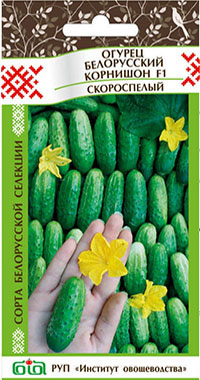 ОГУРЕЦ
БЕЛОРУССКИЙ
КОРНИШОН F1
СКОРОСПЕЛЫЙ
СОРТА БЕЛОРУССКОЙ СЕЛЕКЦИИ
РУП «Институт овощеводства»